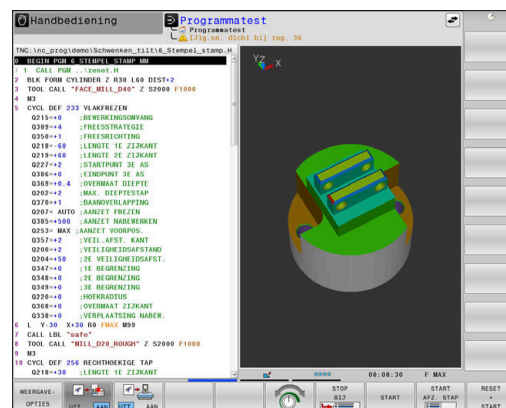 Handbediening
Programmatest
Programmatest
IJlg.sn. dicht bij reg. 36
TNC:\nc_prog\demo\Schwenken_tilt\6_Stempel_stamp.H
0 BEGIN PGM 6_STEMPEL_STAMP MM
/ 1 CALL PGM ..\reset.H
2 BLK FORM CYLINDER Z R30 L60 DIST+2
3 TOOL CALL "FACE_MILL_D40" Z S2000 F1000
4 M3
5 CYCL DEF 233 VLAKFREZEN
Q215=+0 ;BEWERKINGSOMVANG
Q389=+4 ;FREESSTRATEGIE
Q350=+1 ;FREESRICHTING
Q218=-60 ;LENGTE 1E ZIJKANT
Q219=+60 ;LENGTE 2E ZIJKANT
Q227=+2 ;STARTPUNT 3E AS
Q386=+0 ;EINDPUNT 3E AS
Q369=+0.4 ;OVERMAAT DIEPTE
Q202=+2 ;MAX. DIEPTESTAP
Q370=+1 ;BAANOVERLAPPING
Q207= AUTO ;AANZET FREZEN
Q385=+500 ;AANZET NABEWERKEN
Q253= MAX ;AANZET VOORPOS.
Q357=+2 ;VEIL.AFST. KANT
Q200=+2 ;VEILIGHEIDSAFSTAND
Q204=+50 ;2E VEILIGHEIDSAFST.
Q347=+0 ;1E BEGRENZING
Q348=+0 ;2E BEGRENZING
Q349=+0 ;3E BEGRENZING
Q220=+0 ;HOEKRADIUS
Q368=+0 ;OVERMAAT ZIJKANT
Q338=+0 ;VERPLAATSING NABEW.
6 L Y-30 X+30 R0 FMAX M99
7 CALL LBL "safe"
8 TOOL CALL "MILL_D20_ROUGH" Z S2000 F1000
9 M3
10 CYCL DEF 256 RECHTHOEKIGE TAP
Q218=+30 ;LENGTE 1E ZIJKANT
YZ X
00:08:30 F MAX
WEERGAVE-
OPTIES
UIT AAN
UIT AAN
STOP
BIJ
START
START
AFZ. STAP
RESET
+
START